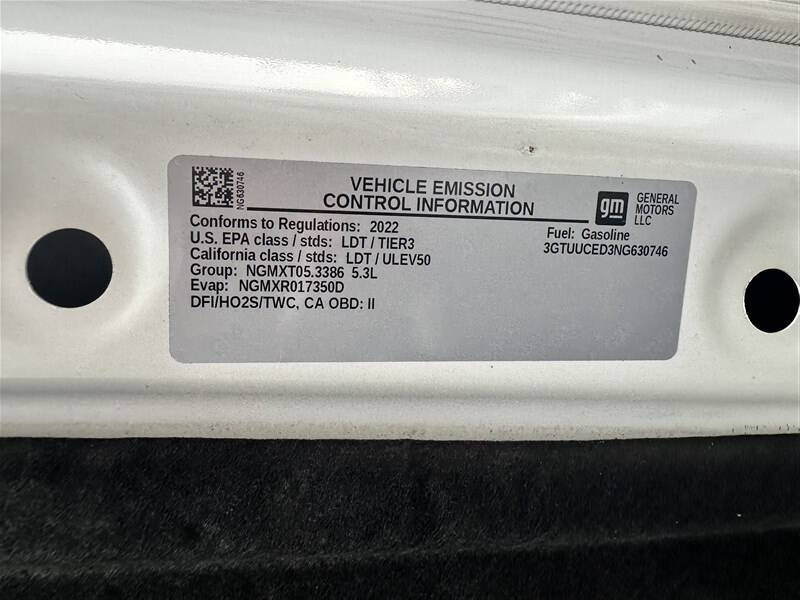 NG630746
VEHICLE EMISSION
CONTROL INFORMATION
gm
GENERAL
MOTORS
LLC
Conforms to Regulations: 2022
U.S. EPA class / stds: LDT / TIER3
California class / stds: LDT / ULEV50
Group: NGMXT05.3386 5.3L
Evap: NGMXR017350D
DFI/HO2S/TWC, CA OBD: II
Fuel: Gasoline
3GTUUCED3NG630746